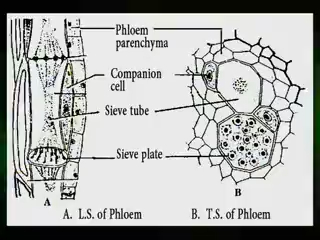 Phloem
parenchyma
Companion
cell
Sieve tube
Sieve plate
A
B
A. L.S. of Phloem
B. T.S. of Phloem